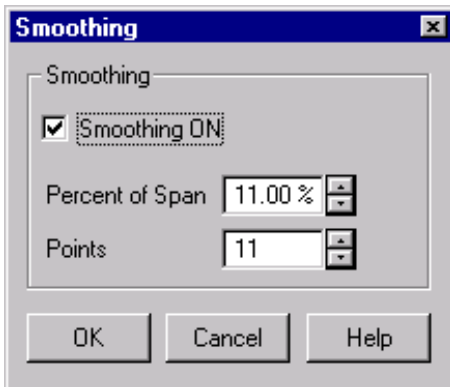 Smoothing
Smoothing
Smoothing ON
Percent of Span 11.00 %
Points 11
OK Cancel Help